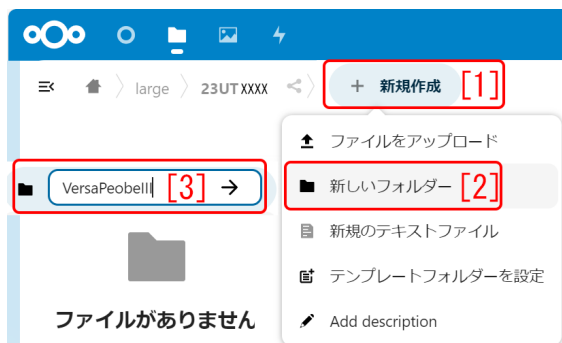 large 23UTXXXX + 新規作成 [1]
ファイルをアップロード
VersaPeobeIII [3] → 新しいフォルダー [2]
新規のテキストファイル
テンプレートフォルダーを設定
ファイルがありません
Add description